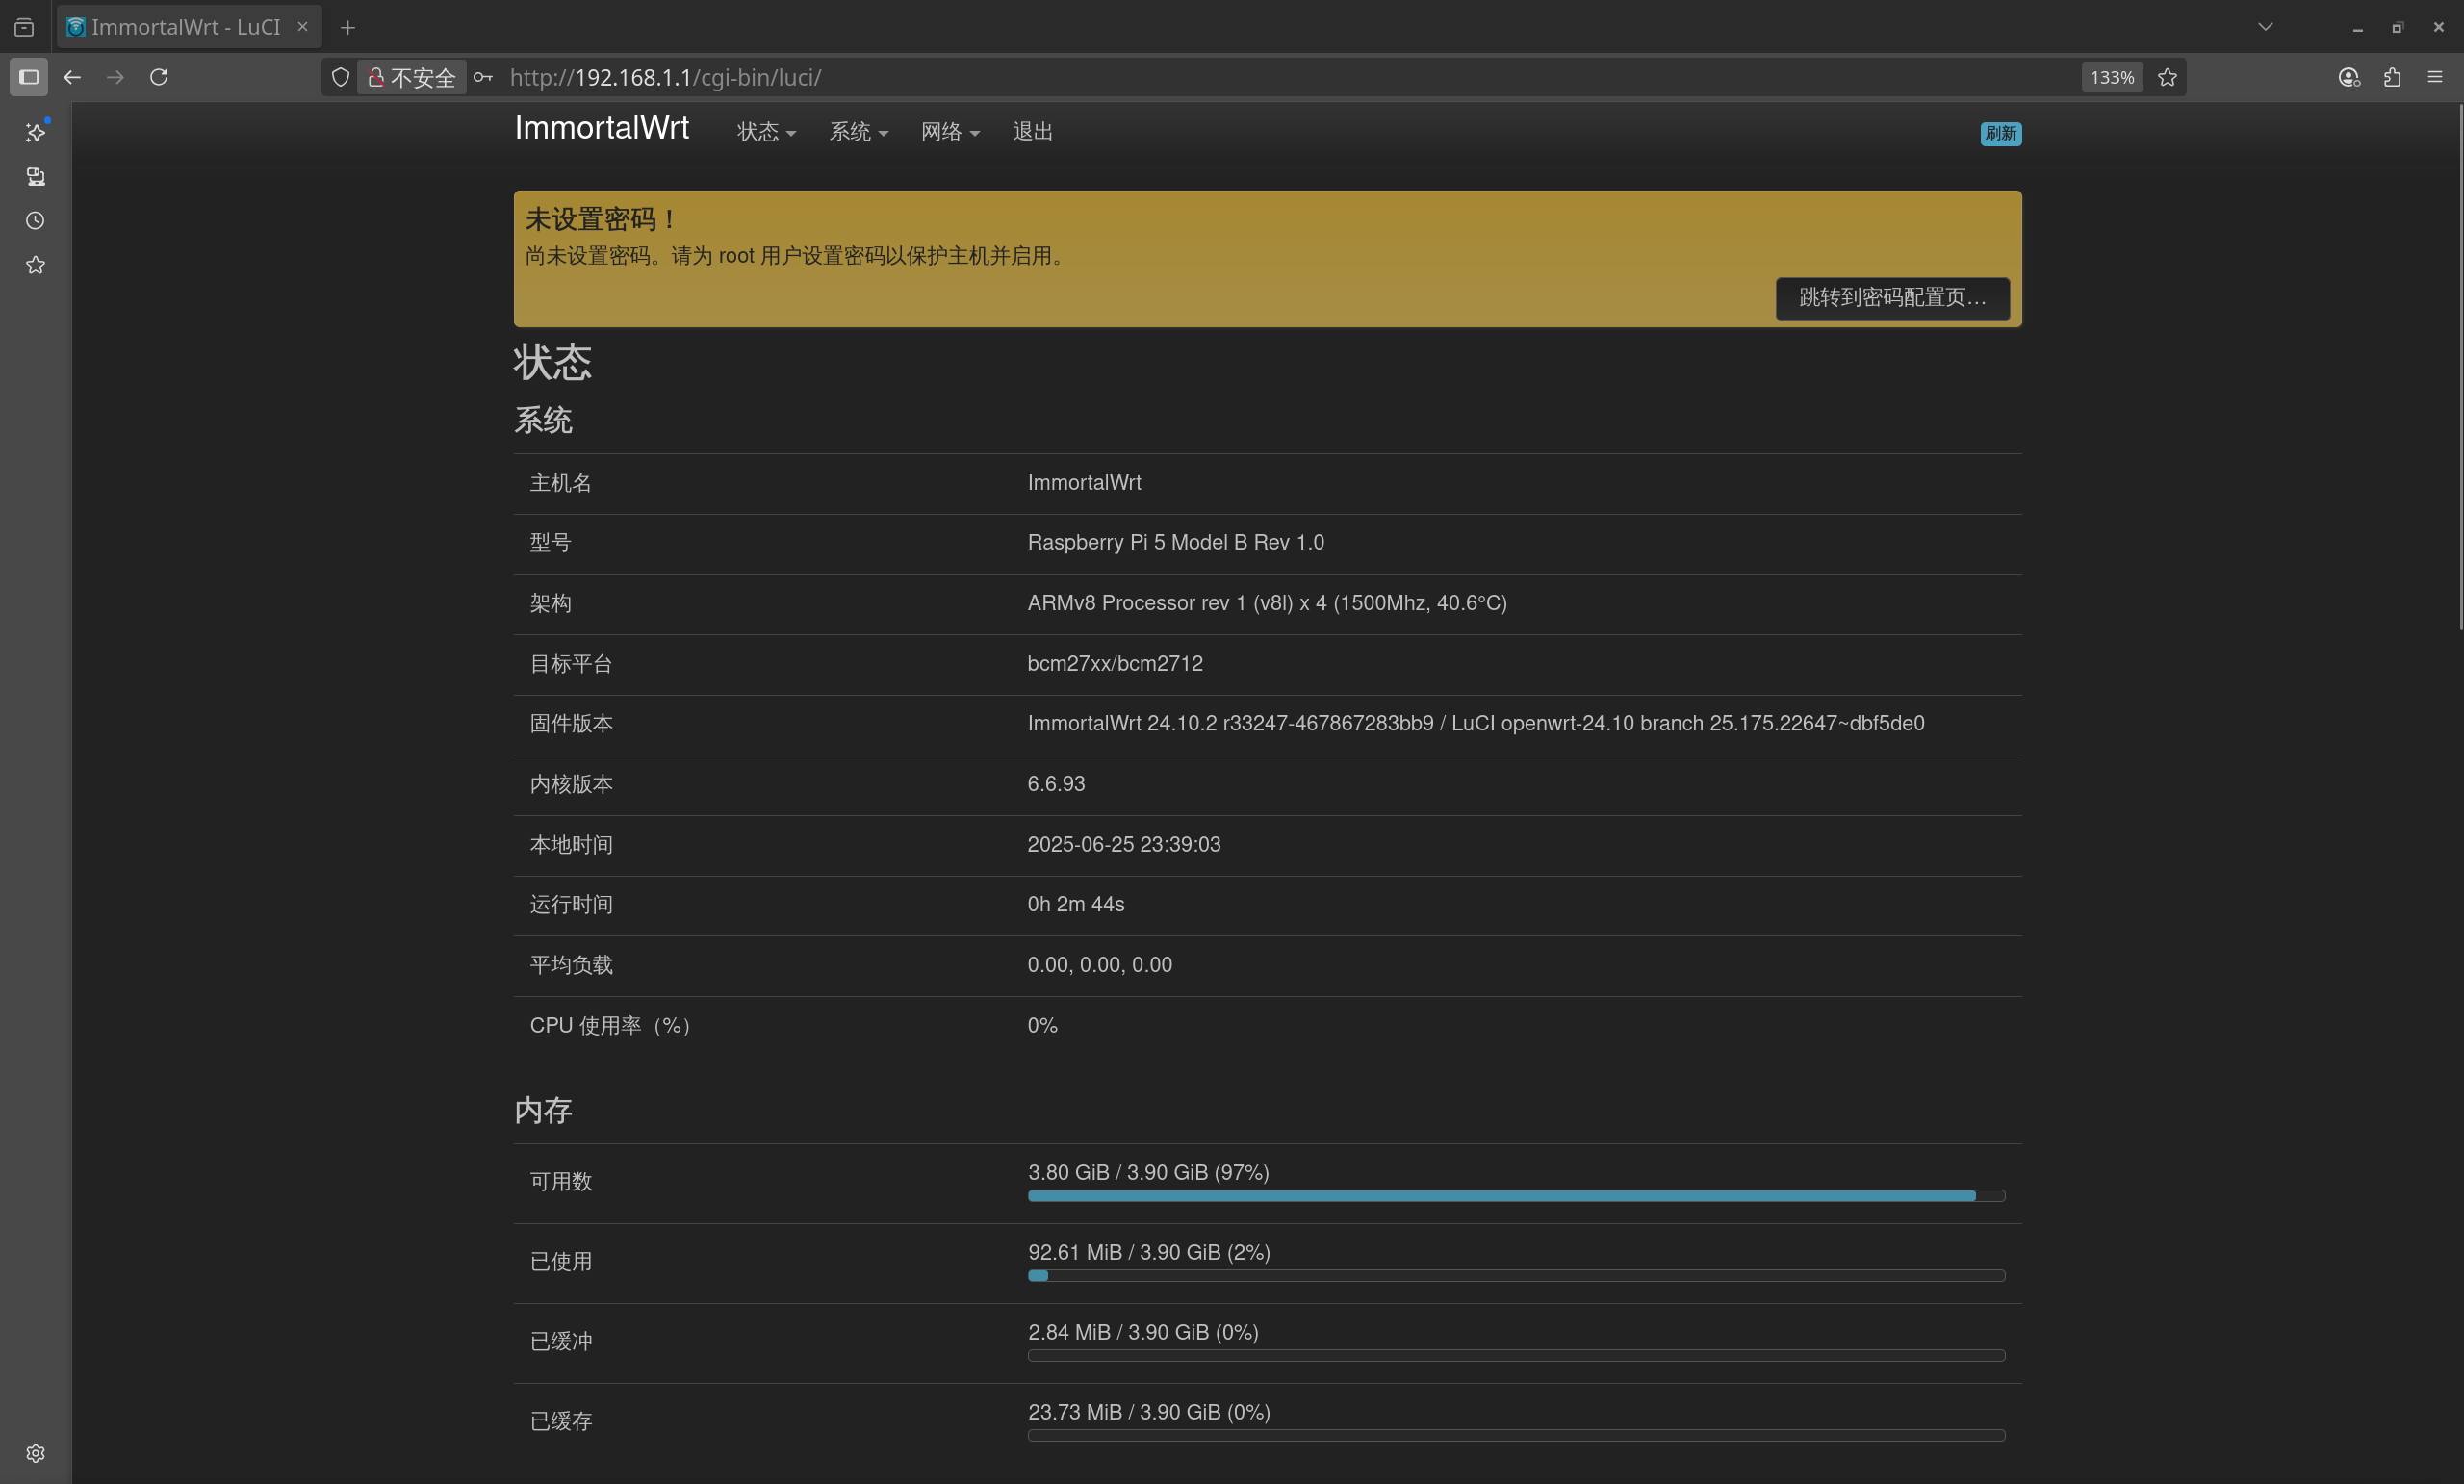 ImmortalWrt - LuCI
不安全
http://192.168.1.1/cgi-bin/luci/
133%
ImmortalWrt
状态
系统
网络
退出
刷新
未设置密码！
尚未设置密码。请为 root 用户设置密码以保护主机并启用。
跳转到密码配置页…
状态
系统
主机名 ImmortalWrt
型号 Raspberry Pi 5 Model B Rev 1.0
架构 ARMv8 Processor rev 1 (v8l) x 4 (1500Mhz, 40.6°C)
目标平台 bcm27xx/bcm2712
固件版本 ImmortalWrt 24.10.2 r33247-467867283bb9 / LuCI openwrt-24.10 branch 25.175.22647~dbf5de0
内核版本 6.6.93
本地时间 2025-06-25 23:39:03
运行时间 0h 2m 44s
平均负载 0.00, 0.00, 0.00
CPU 使用率（%） 0%
内存
可用数 3.80 GiB / 3.90 GiB (97%)
已使用 92.61 MiB / 3.90 GiB (2%)
已缓冲 2.84 MiB / 3.90 GiB (0%)
已缓存 23.73 MiB / 3.90 GiB (0%)